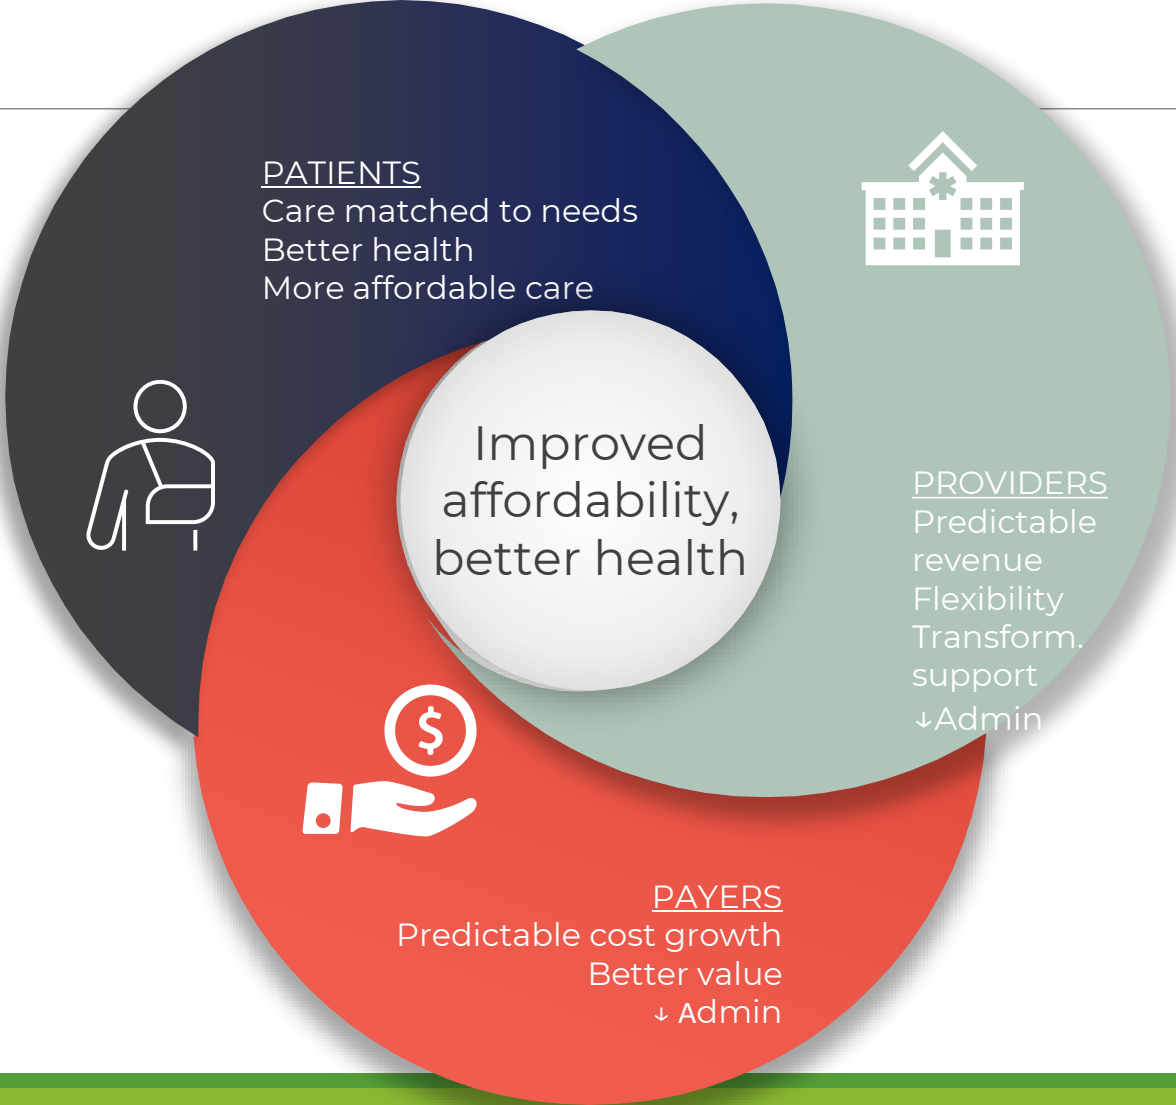 PATIENTS
Care matched to needs
Better health
More affordable care
Improved
affordability,
better health
PROVIDERS
Predictable
revenue
Flexibility
Transform.
support
↓Admin
$
PAYERS
Predictable cost growth
Better value
↓ Admin